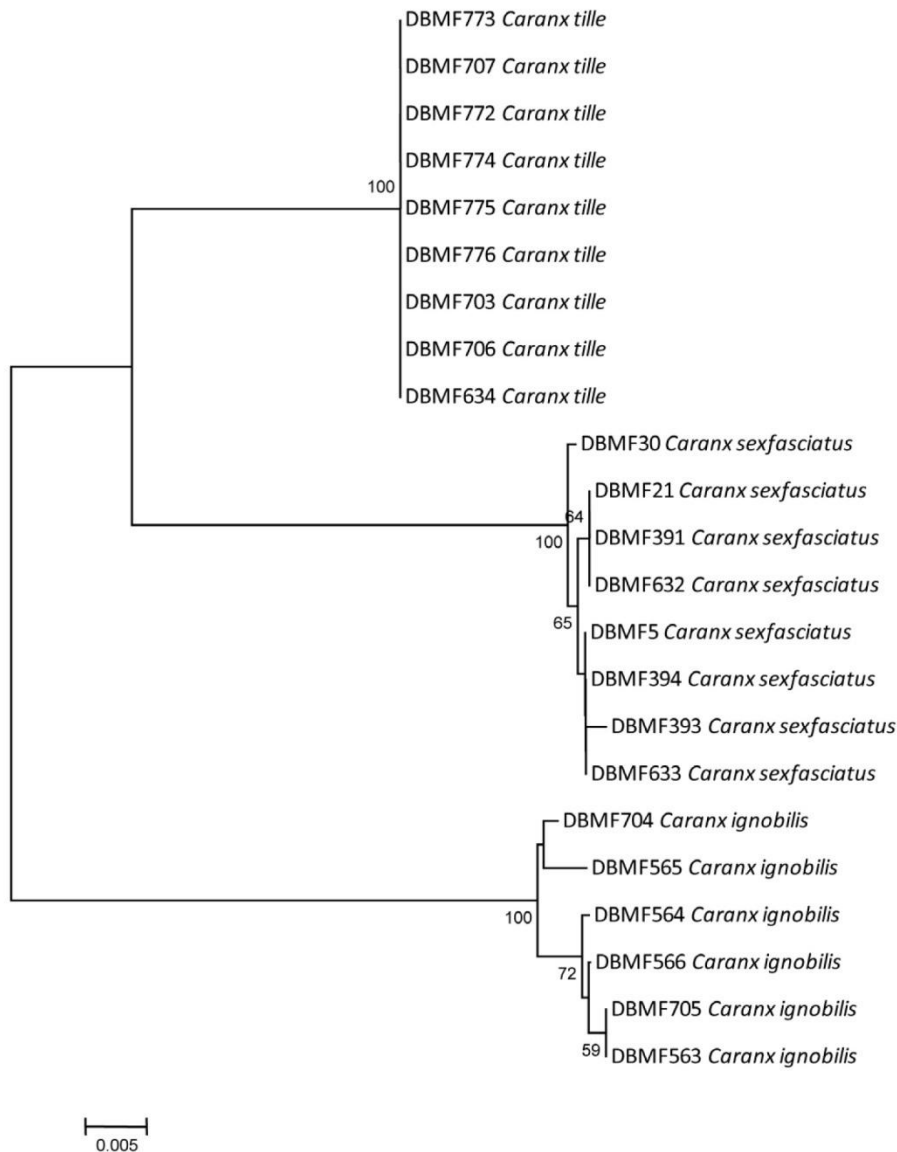 DBMF773 Caranx tille
DBMF707 Caranx tille
DBMF772 Caranx tille
DBMF774 Caranx tille
100
DBMF775 Caranx tille
DBMF776 Caranx tille
DBMF703 Caranx tille
DBMF706 Caranx tille
DBMF634 Caranx tille
DBMF30 Caranx sexfasciatus
DBMF21 Caranx sexfasciatus
64
100
DBMF391 Caranx sexfasciatus
DBMF632 Caranx sexfasciatus
65
DBMF5 Caranx sexfasciatus
DBMF394 Caranx sexfasciatus
DBMF393 Caranx sexfasciatus
DBMF633 Caranx sexfasciatus
DBMF704 Caranx ignobilis
DBMF565 Caranx ignobilis
100
DBMF564 Caranx ignobilis
DBMF566 Caranx ignobilis
72
DBMF705 Caranx ignobilis
59
DBMF563 Caranx ignobilis
0.005